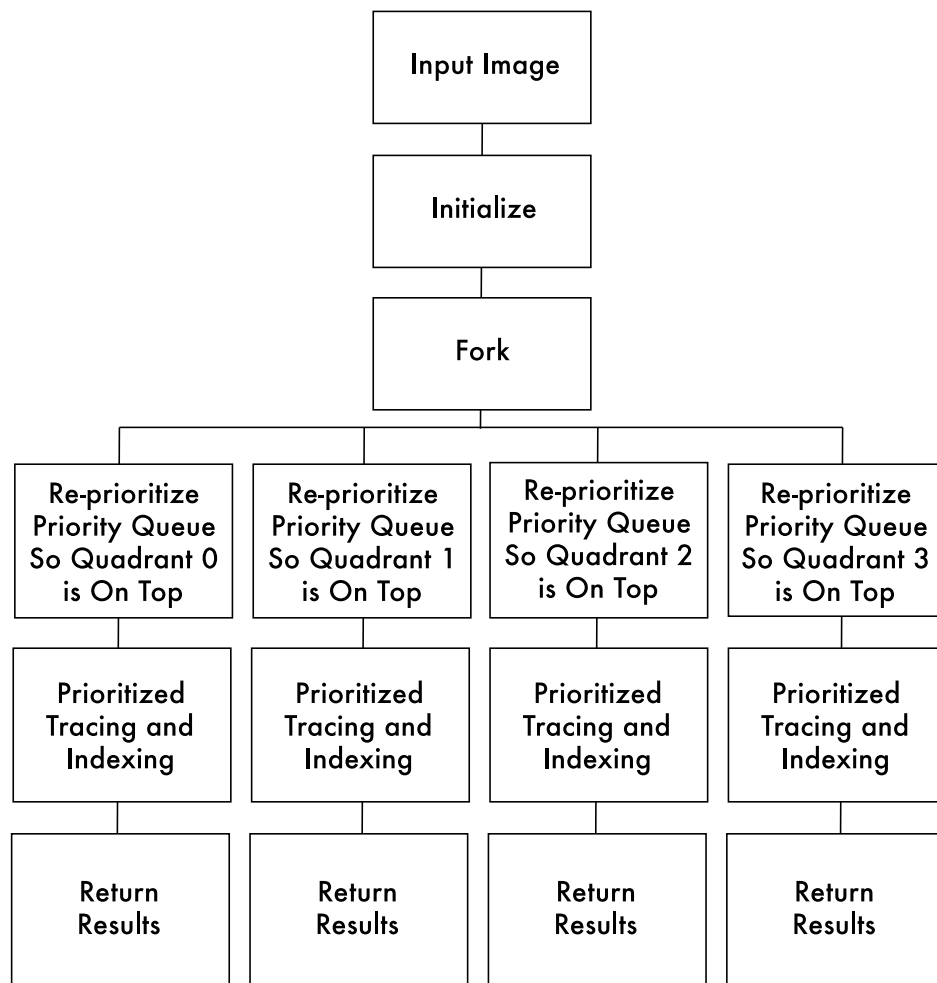 Input Image
Initialize
Fork
Re-prioritize
Priority Queue
So Quadrant 0
is On Top
Re-prioritize
Priority Queue
So Quadrant 1
is On Top
Re-prioritize
Priority Queue
So Quadrant 2
is On Top
Re-prioritize
Priority Queue
So Quadrant 3
is On Top
Prioritized
Tracing and
Indexing
Prioritized
Tracing and
Indexing
Prioritized
Tracing and
Indexing
Prioritized
Tracing and
Indexing
Return
Results
Return
Results
Return
Results
Return
Results